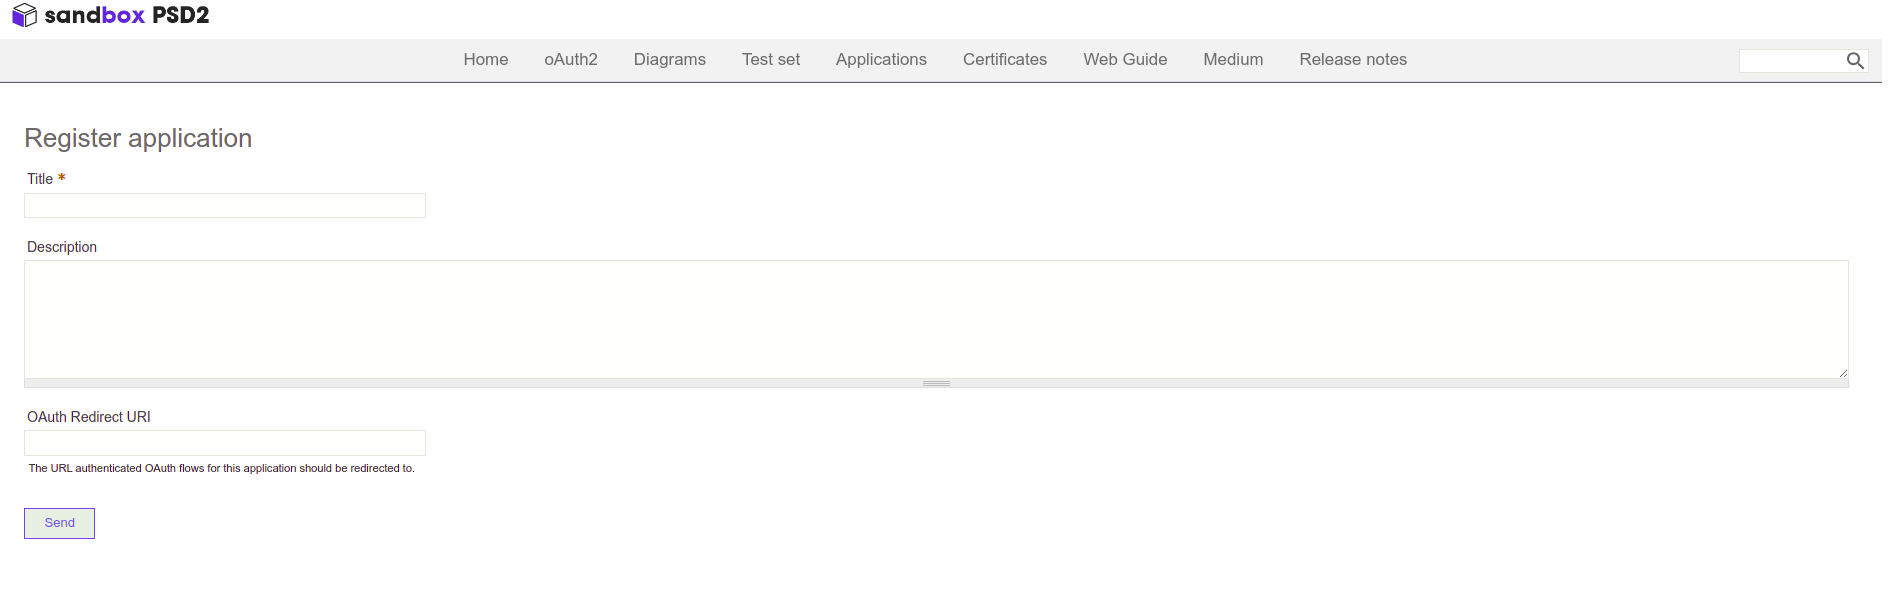 sandbox PSD2
Home oAuth2 Diagrams Test set Applications Certificates Web Guide Medium Release notes
Register application
Title *
Description
OAuth Redirect URI
The URL authenticated OAuth flows for this application should be redirected to.
Send